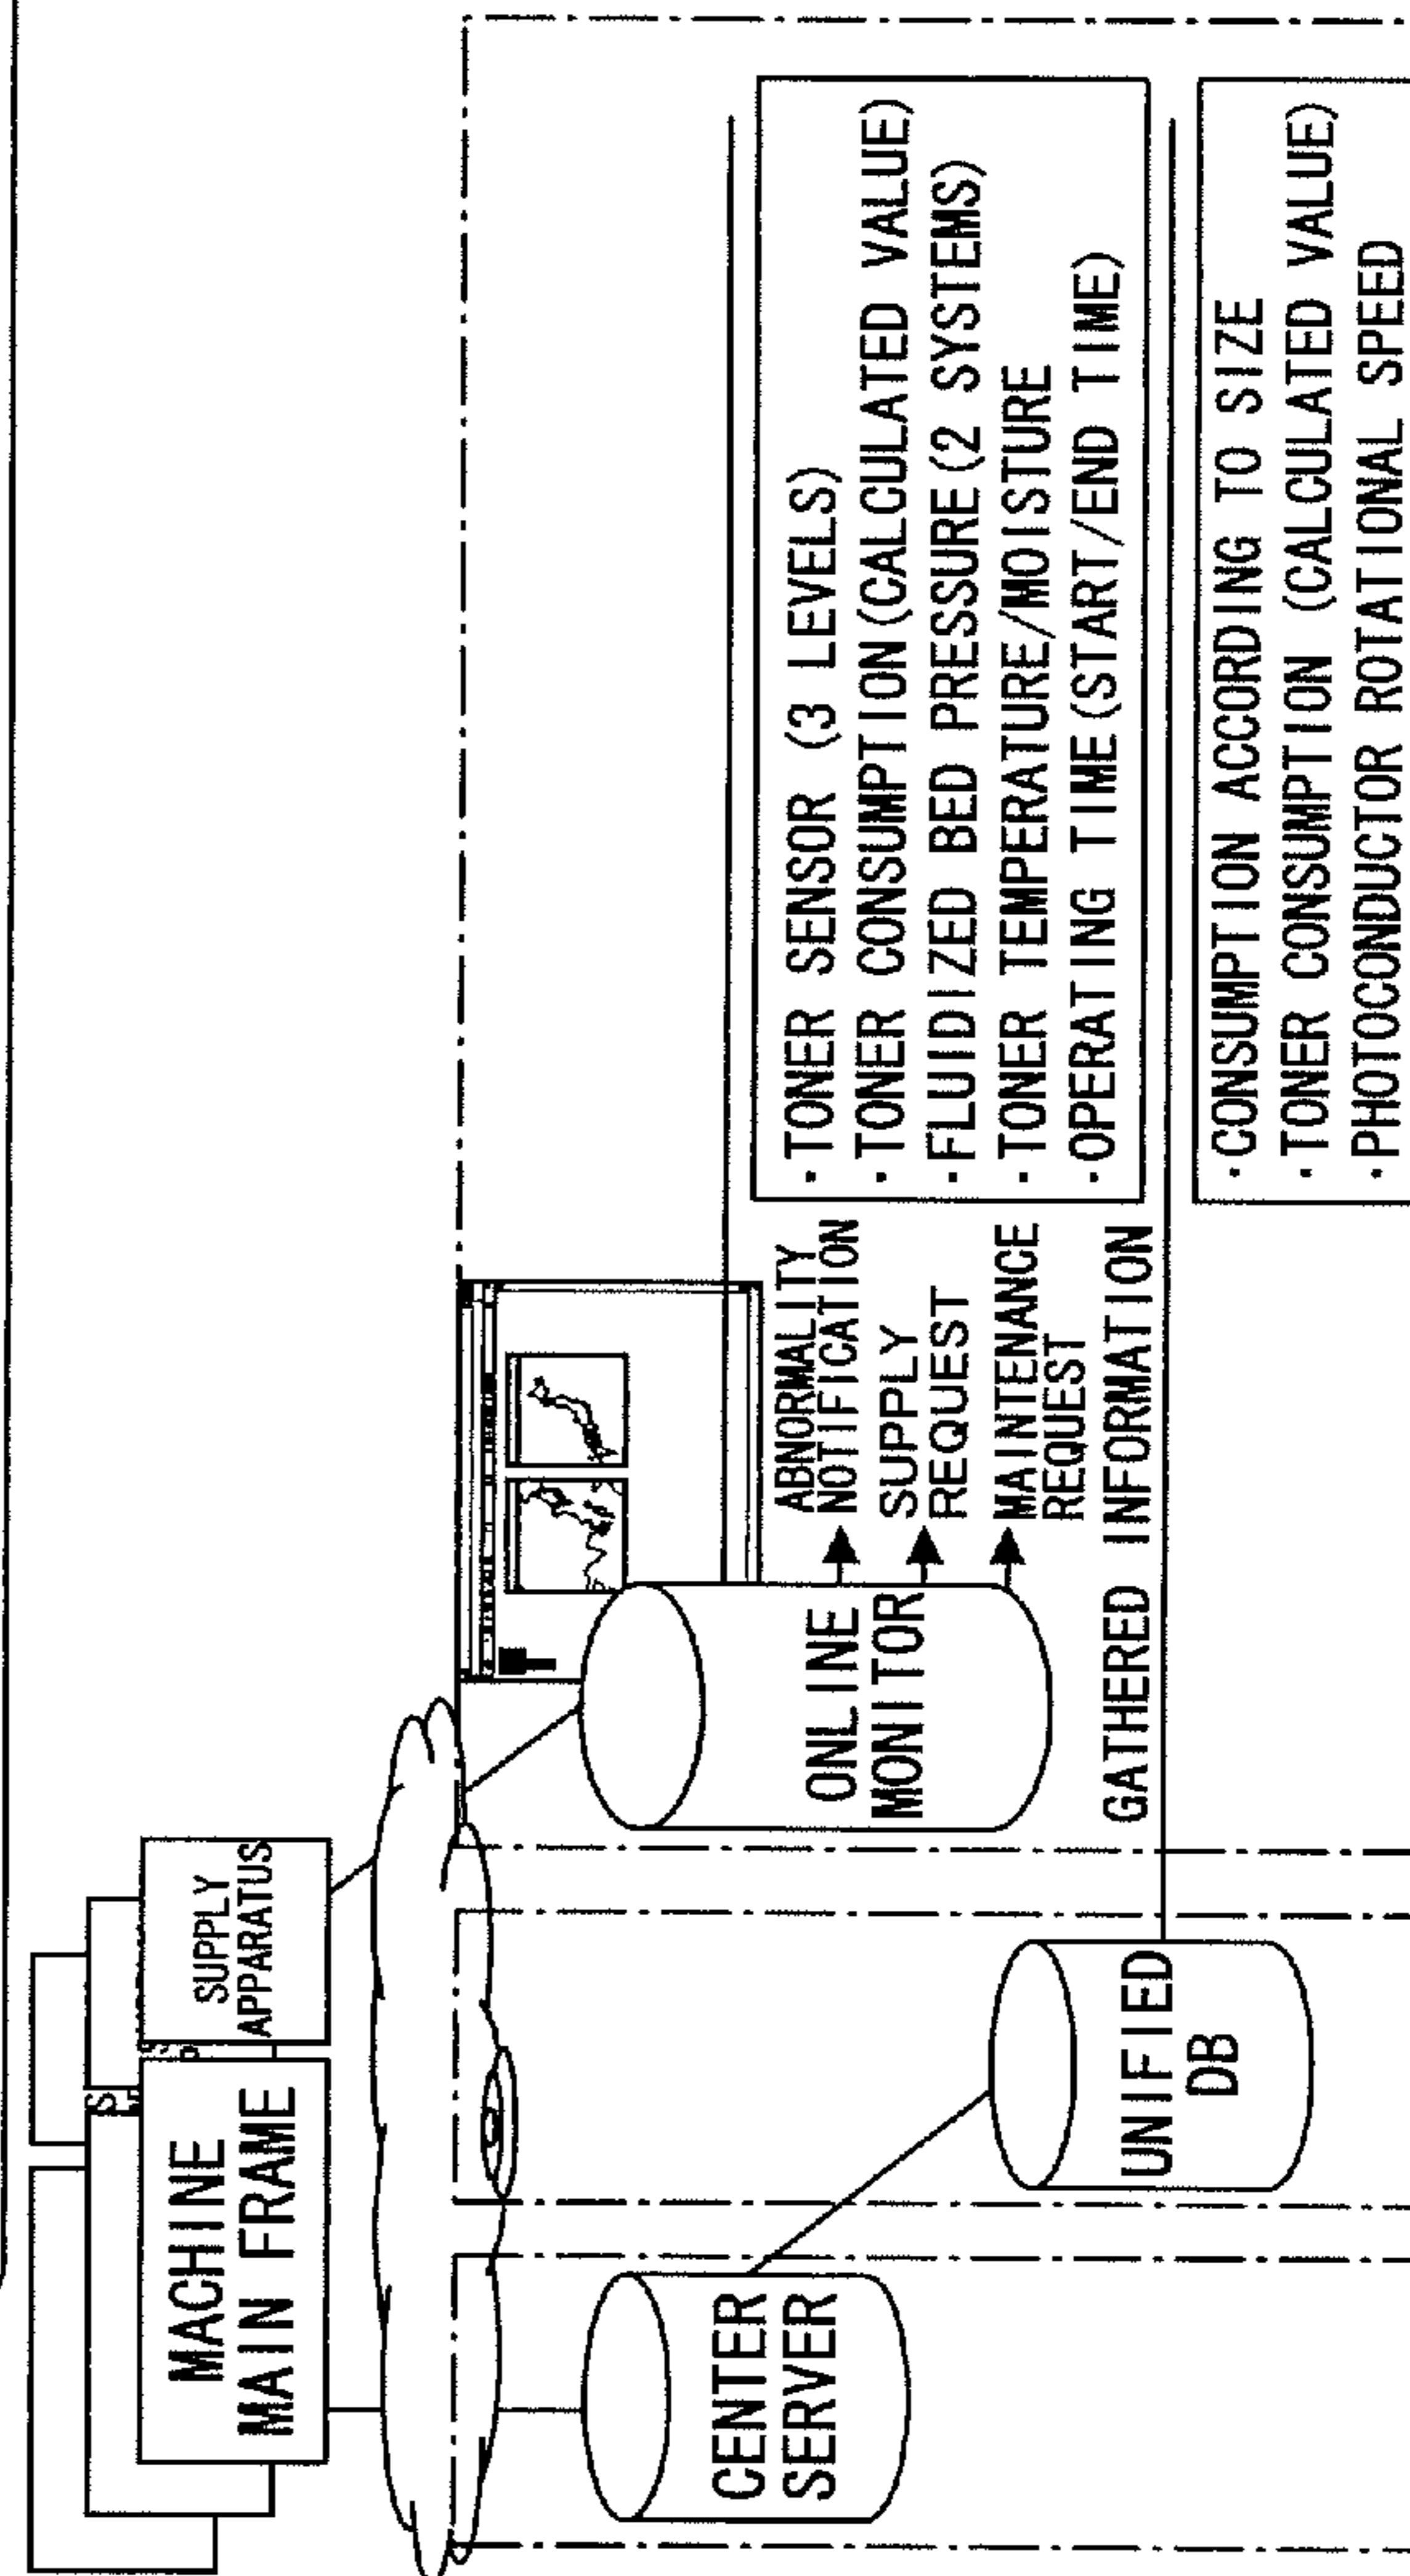 MACHINE
MAIN FRAME
SUPPLY
APPARATUS
CENTER
SERVER
UNIFIED
DB
ONLINE
MONITOR
ABNORMALITY
NOTIFICATION
SUPPLY
REQUEST
MAINTENANCE
REQUEST
GATHERED INFORMATION
・TONER SENSOR (3 LEVELS)
・TONER CONSUMPTION(CALCULATED VALUE)
・FLUIDIZED BED PRESSURE(2 SYSTEMS)
・TONER TEMPERATURE/MOISTURE
・OPERATING TIME(START/END TIME)
・CONSUMPTION ACCORDING TO SIZE
・TONER CONSUMPTION (CALCULATED VALUE)
・PHOTOCONDUCTOR ROTATIONAL SPEED